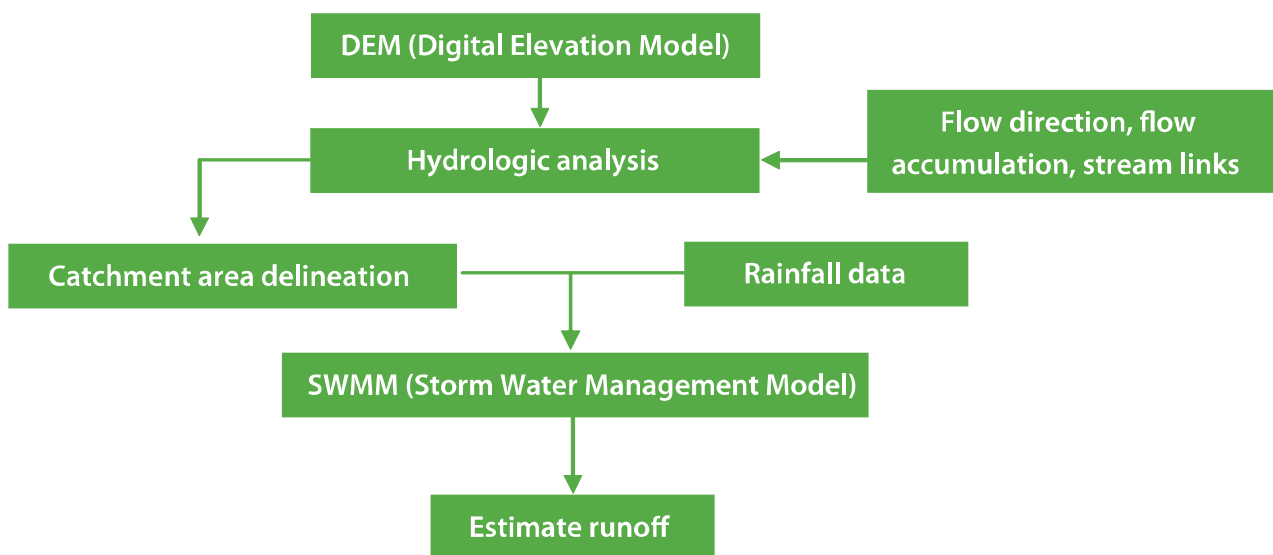 DEM (Digital Elevation Model)
Flow direction, flow
accumulation, stream links
Hydrologic analysis
Catchment area delineation
Rainfall data
SWMM (Storm Water Management Model)
Estimate runoff